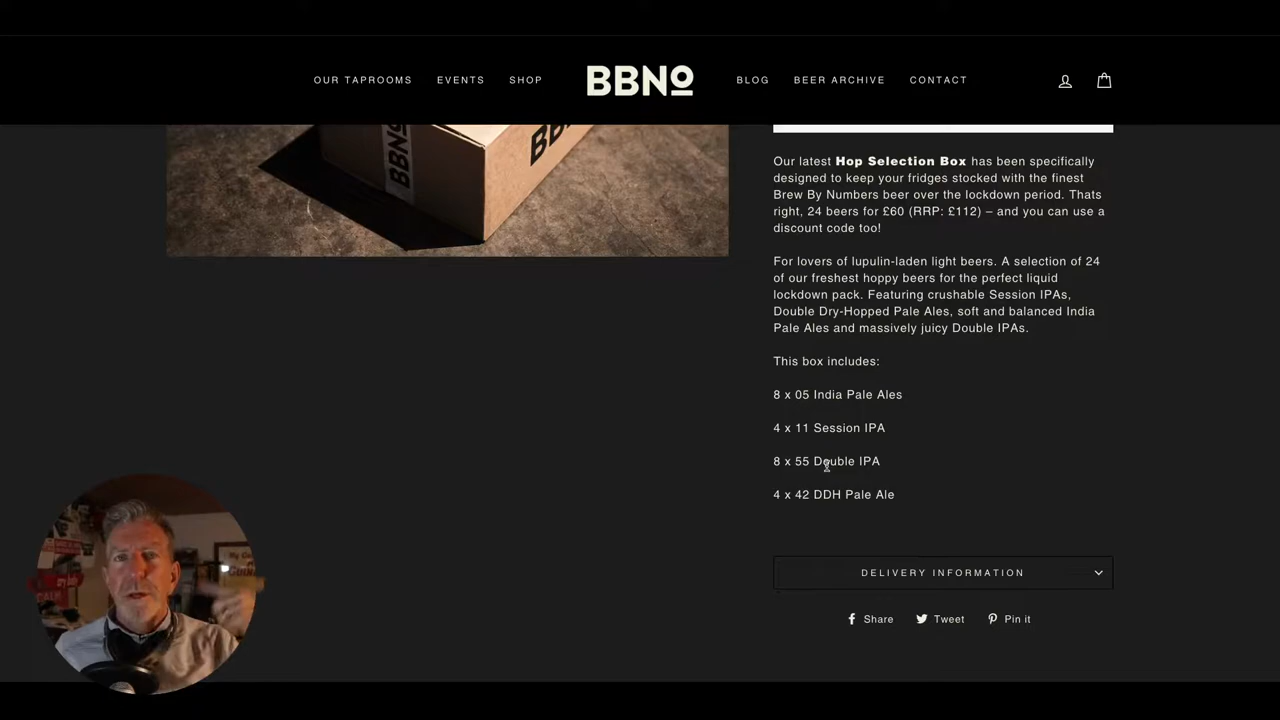 OUR TAPROOMS EVENTS SHOP BBNo BLOG BEER ARCHIVE CONTACT
BBNo
BB
Our latest Hop Selection Box has been specifically
designed to keep your fridges stocked with the finest
Brew By Numbers beer over the lockdown period. Thats
right, 24 beers for £60 (RRP: £112) – and you can use a
discount code too!
For lovers of lupulin-laden light beers. A selection of 24
of our freshest hoppy beers for the perfect liquid
lockdown pack. Featuring crushable Session IPAs,
Double Dry-Hopped Pale Ales, soft and balanced India
Pale Ales and massively juicy Double IPAs.
This box includes:
8 x 05 India Pale Ales
4 x 11 Session IPA
8 x 55 Double IPA
4 x 42 DDH Pale Ale
DELIVERY INFORMATION
Share Tweet Pin it